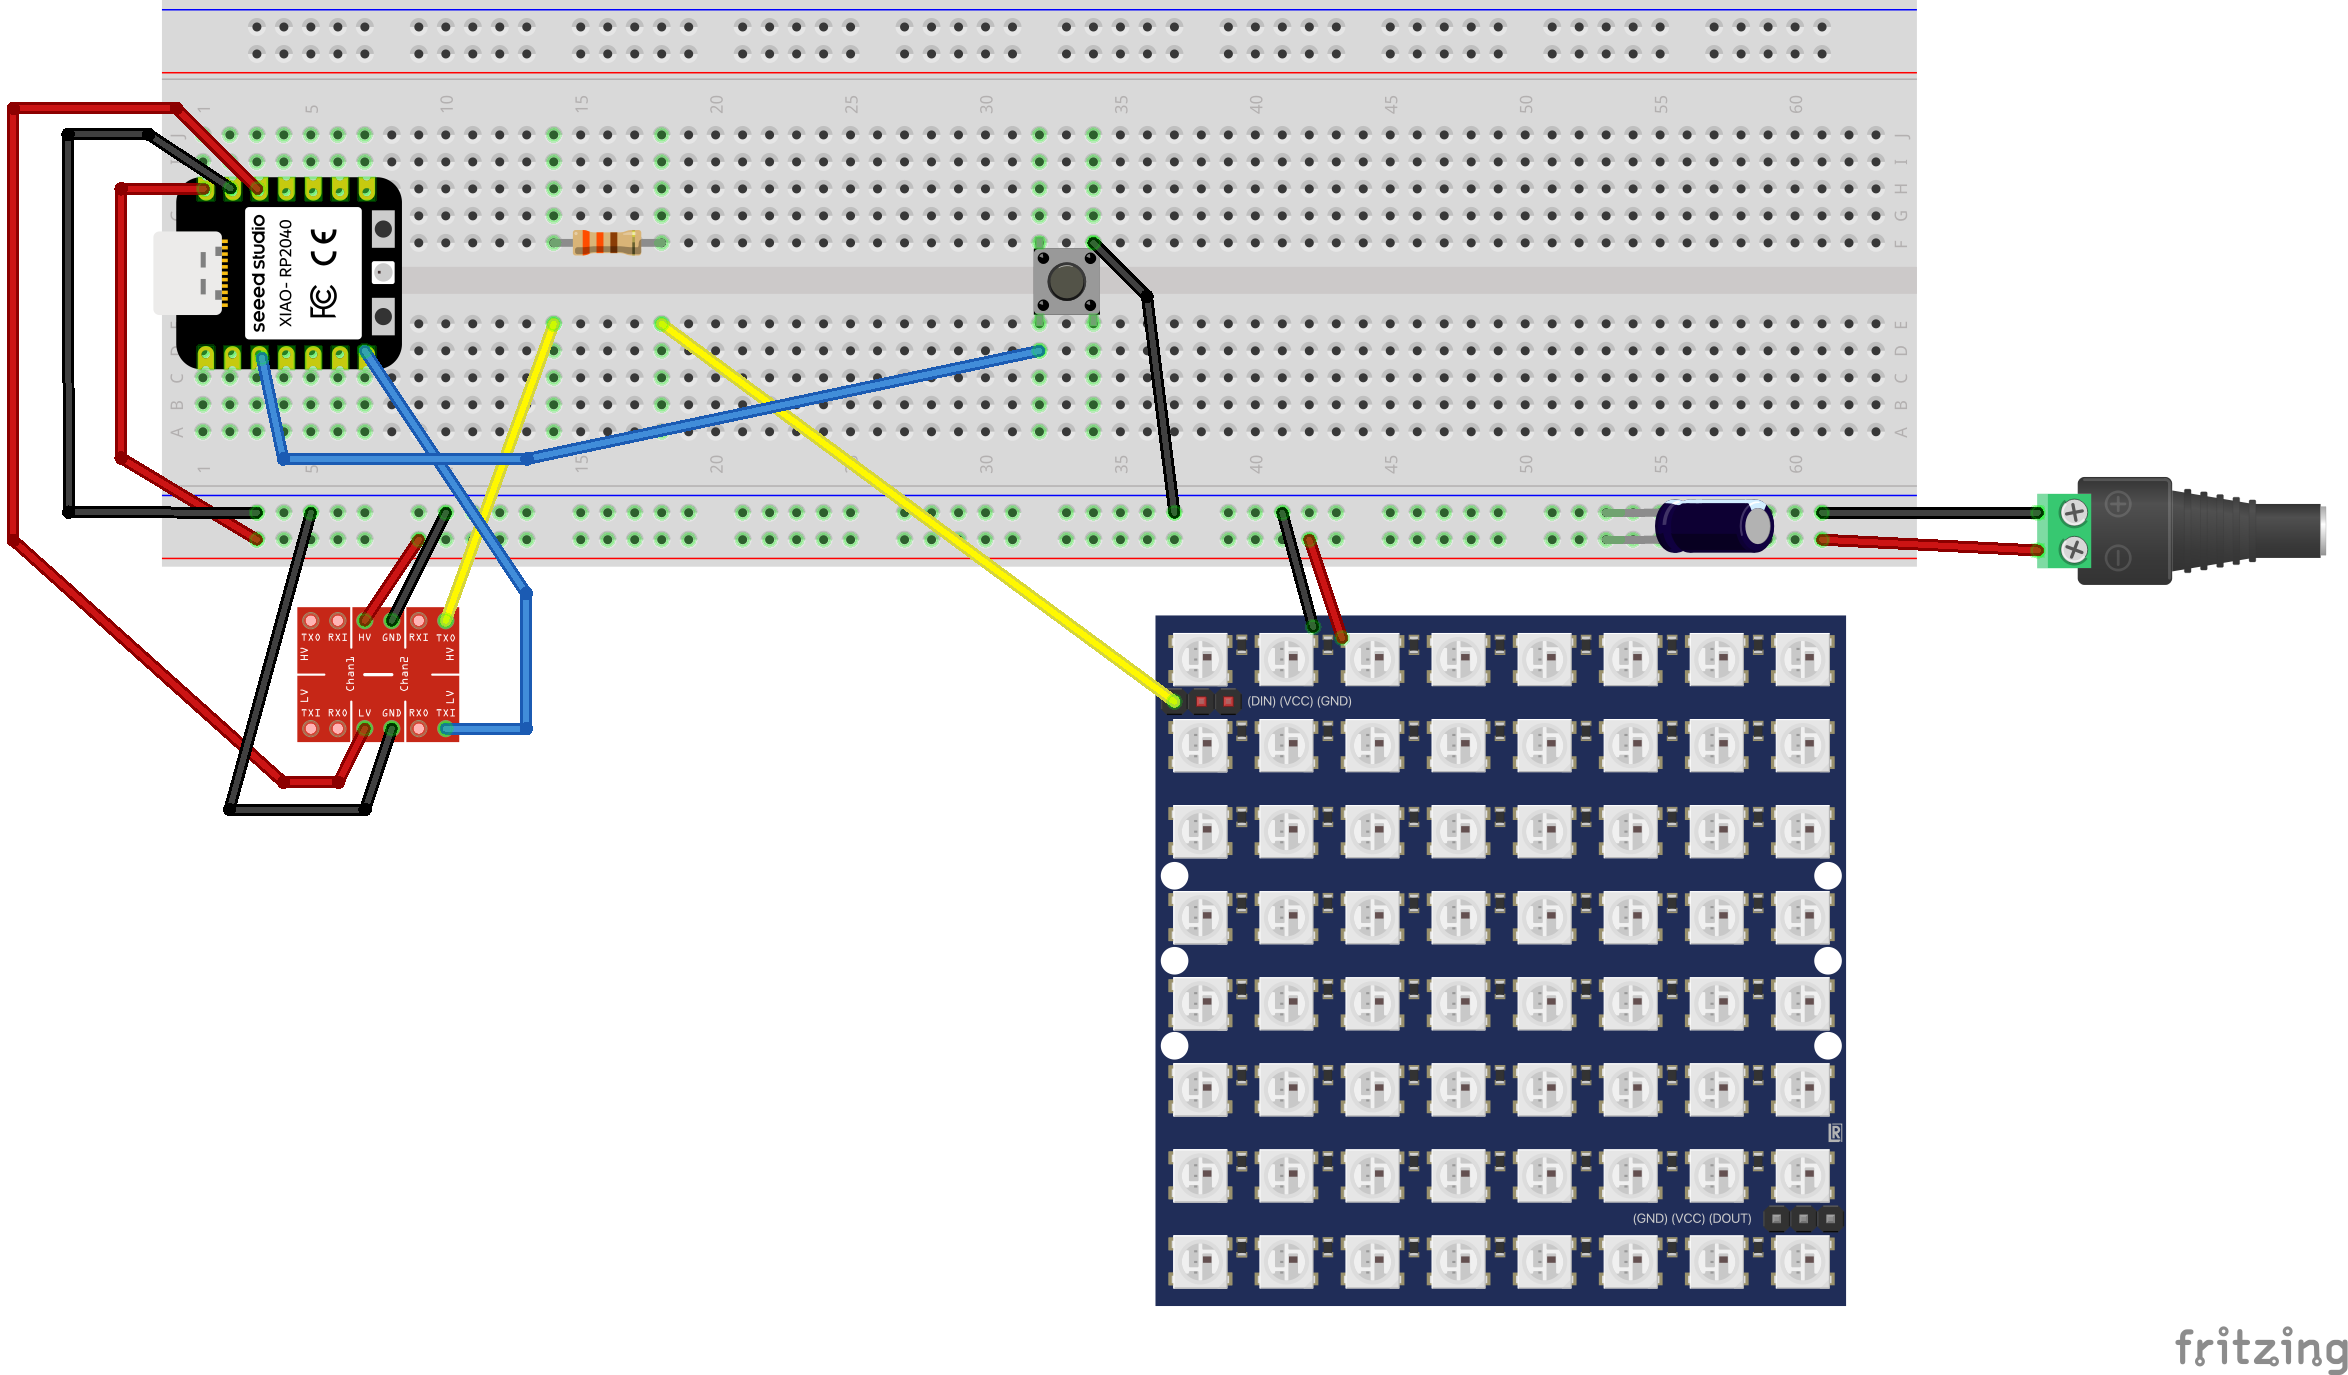 1 5 10 15 20 25 30 35 40 45 50 55 60
J J
I I
H H
G G
F F
seeed studio
XIAO- RP2040
FC CE
E E
D D
C C
B B
A A
1 5 10 15 20 25 30 35 40 45 50 55 60
TXO RXI HV GND RXI TXO
HV Chan1 Chan2 HV
LV LV
TXI RXO LV GND RXO TXI
(DIN) (VCC) (GND)
(GND) (VCC) (DOUT)
fritzing